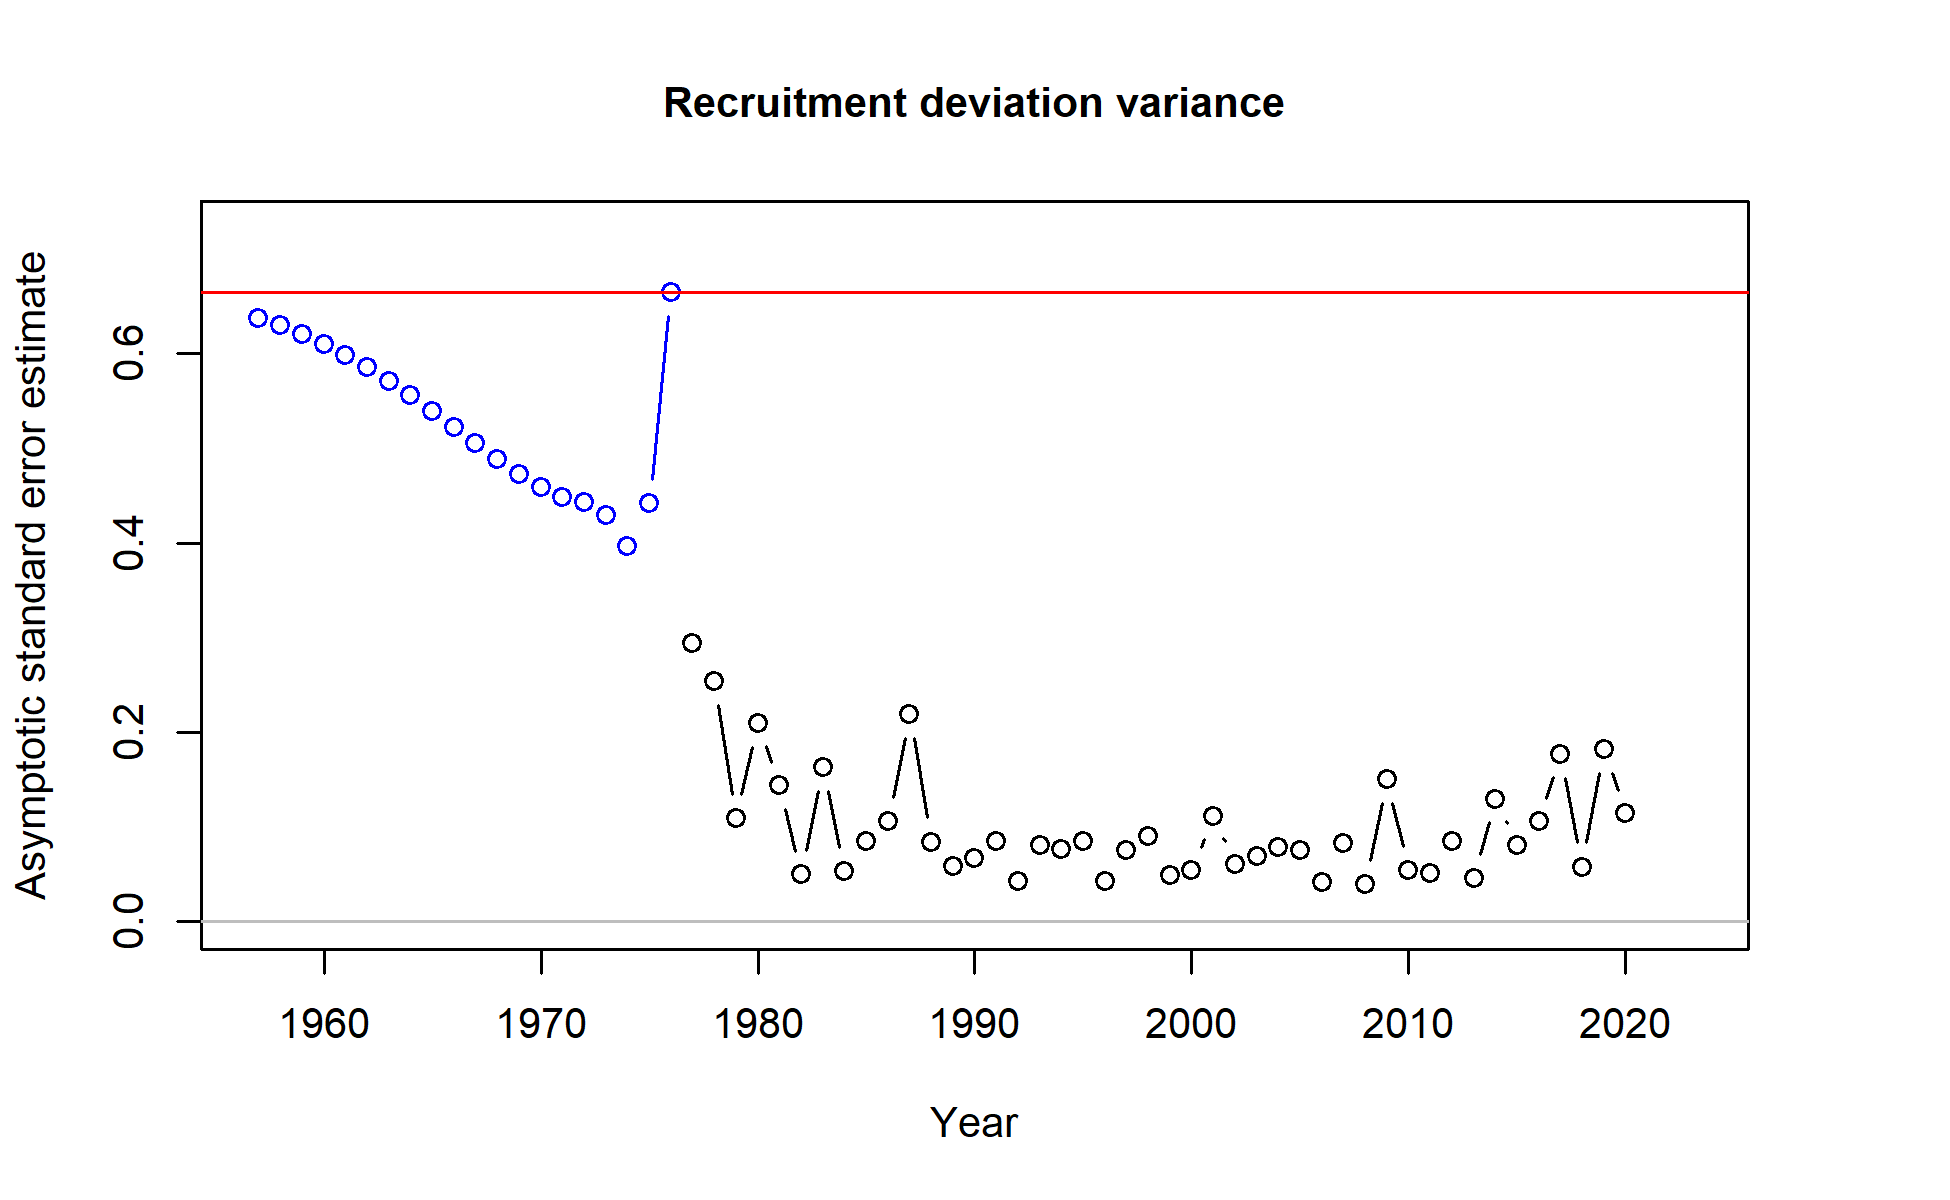 Recruitment deviation variance
Asymptotic standard error estimate
0.6
0.4
0.2
0.0
1960 1970 1980 1990 2000 2010 2020
Year